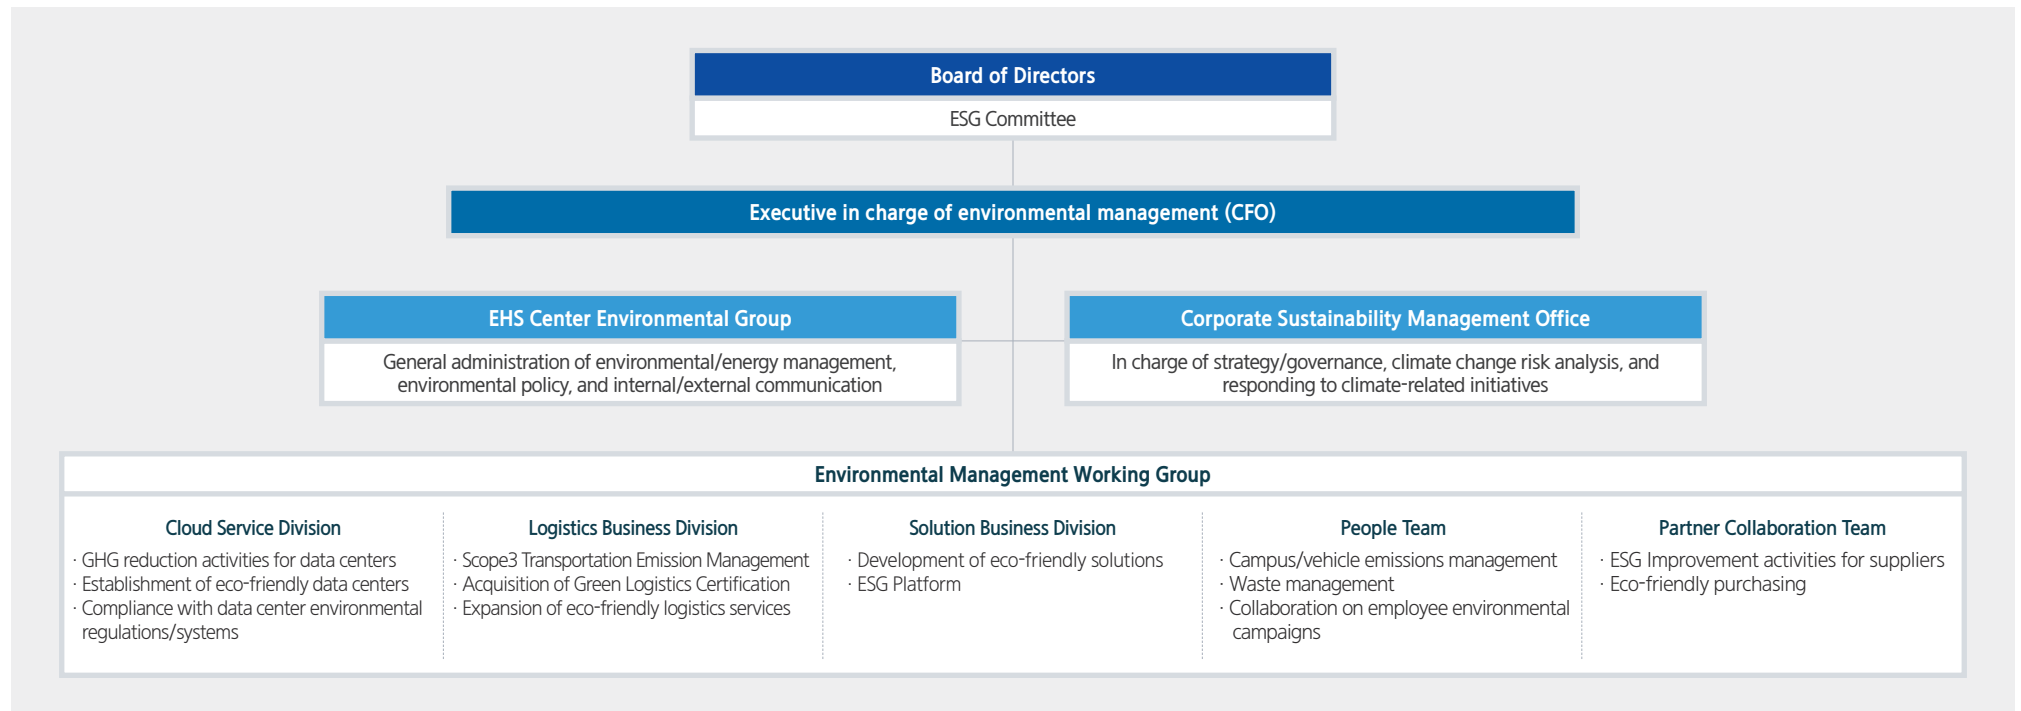 Board of Directors
ESG Committee
Executive in charge of environmental management (CFO)
EHS Center Environmental Group
General administration of environmental/energy management,
environmental policy, and internal/external communication
Corporate Sustainability Management Office
In charge of strategy/governance, climate change risk analysis, and
responding to climate-related initiatives
Environmental Management Working Group
Cloud Service Division
· GHG reduction activities for data centers
· Establishment of eco-friendly data centers
· Compliance with data center environmental
regulations/systems
Logistics Business Division
· Scope3 Transportation Emission Management
· Acquisition of Green Logistics Certification
· Expansion of eco-friendly logistics services
Solution Business Division
· Development of eco-friendly solutions
· ESG Platform
People Team
· Campus/vehicle emissions management
· Waste management
· Collaboration on employee environmental
campaigns
Partner Collaboration Team
· ESG Improvement activities for suppliers
· Eco-friendly purchasing